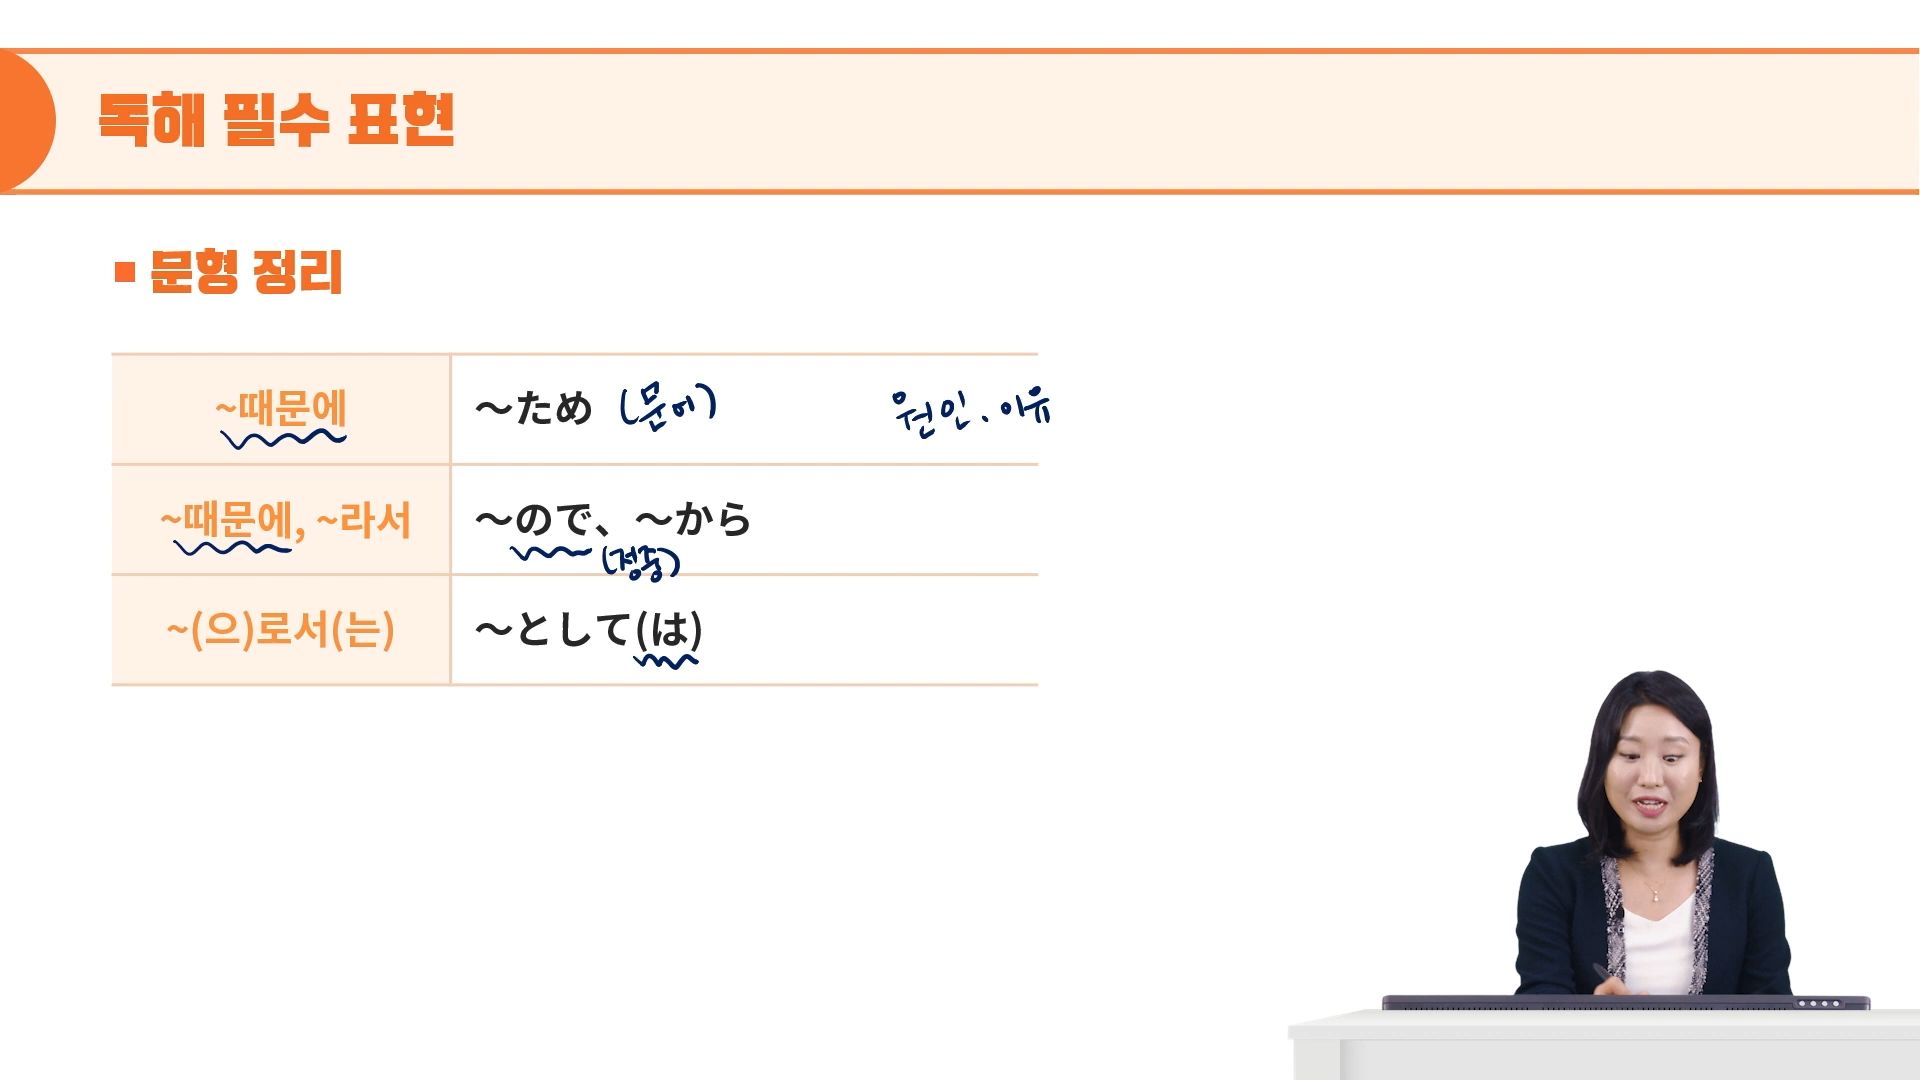 독해 필수 표현
문형 정리
~때문에 ～ため (문에) 원인.이유
~때문에, ~라서 ～ので、～から
(정중)
~(으)로서(는) ～として(は)